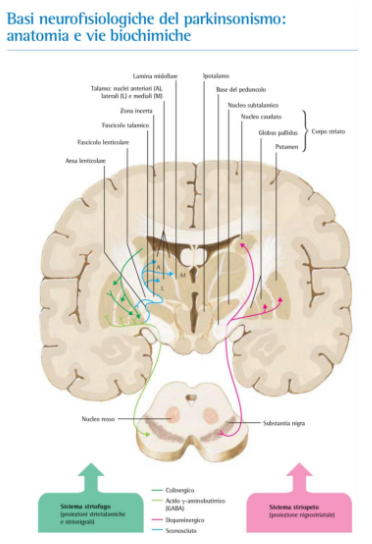 Basi neurofisiologiche del parkinsonismo:
anatomia e vie biochimiche
Lamina midollare
Talamo: nuclei anteriori (A),
laterali (L) e mediali (M)
Zona incerta
Fascicolo talamico
Fascicolo lenticolare
Ansa lenticolare
Ipotalamo
Base del peduncolo
Nucleo subtalamico
Nucleo caudato
Globus pallidus
Putamen
Corpo striato
A
M
L
Nucleo rosso
Substantia nigra
Colinergico
Acido γ-aminobutirrico
(GABA)
Dopaminergico
Sconosciuto
Sistema striofugo
(proiezioni striotalamiche
e strionigrali)
Sistema striopeto
(proiezione nigrostriatale)